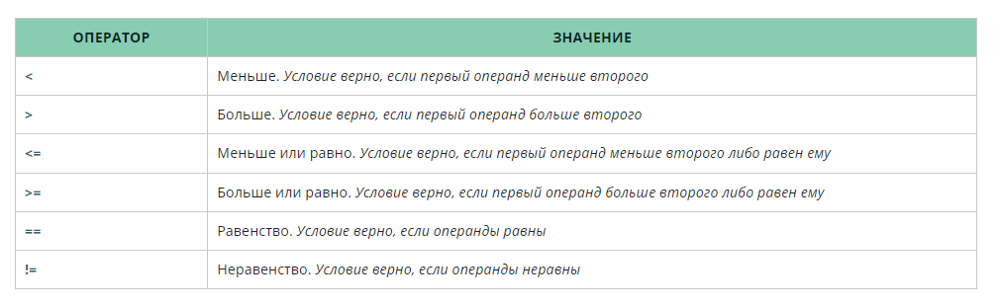 ОПЕРАТОР ЗНАЧЕНИЕ
< Меньше. Условие верно, если первый операнд меньше второго
> Больше. Условие верно, если первый операнд больше второго
<= Меньше или равно. Условие верно, если первый операнд меньше второго либо равен ему
>= Больше или равно. Условие верно, если первый операнд больше второго либо равен ему
== Равенство. Условие верно, если операнды равны
!= Неравенство. Условие верно, если операнды неравны